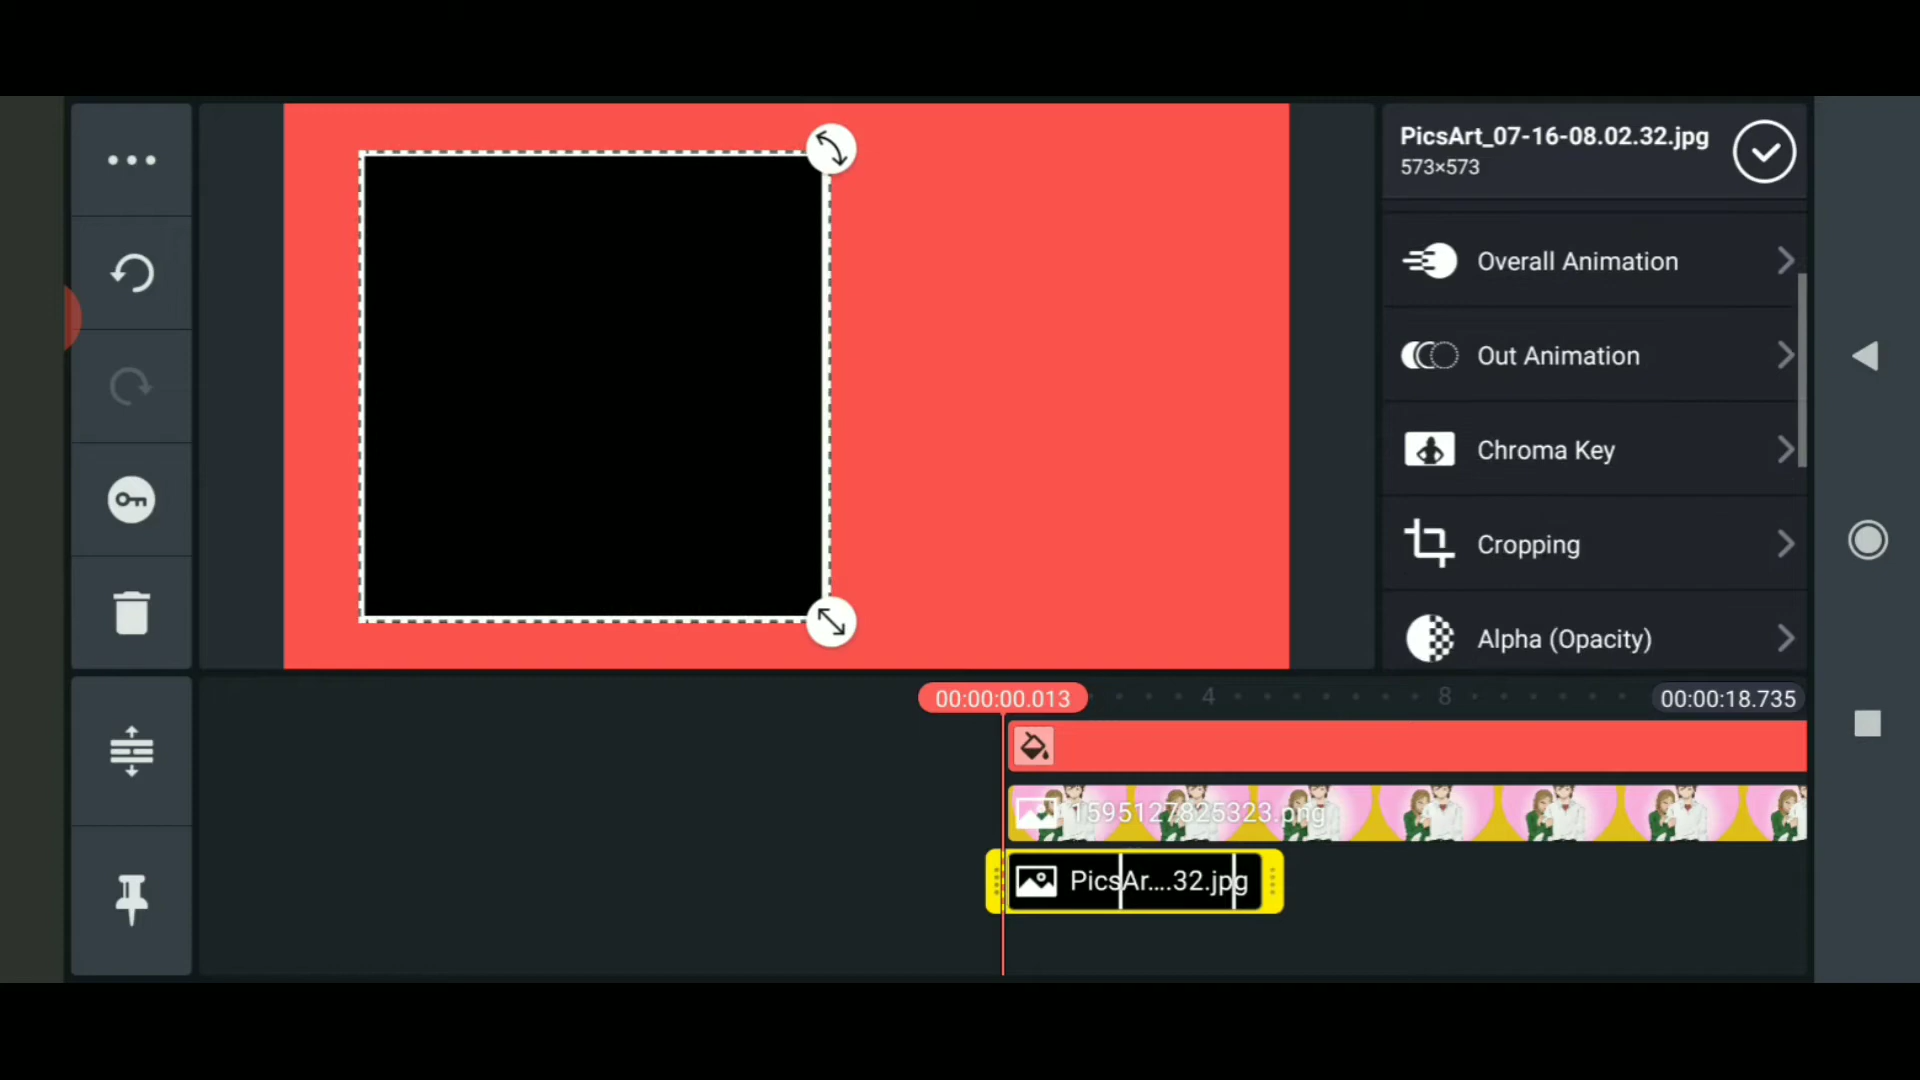 PicsArt_07-16-08.02.32.jpg
573×573
Overall Animation
Out Animation
Chroma Key
Cropping
Alpha (Opacity)
00:00:00.013
4
8
00:00:18.735
1595127825323.png
PicsAr....32.jpg